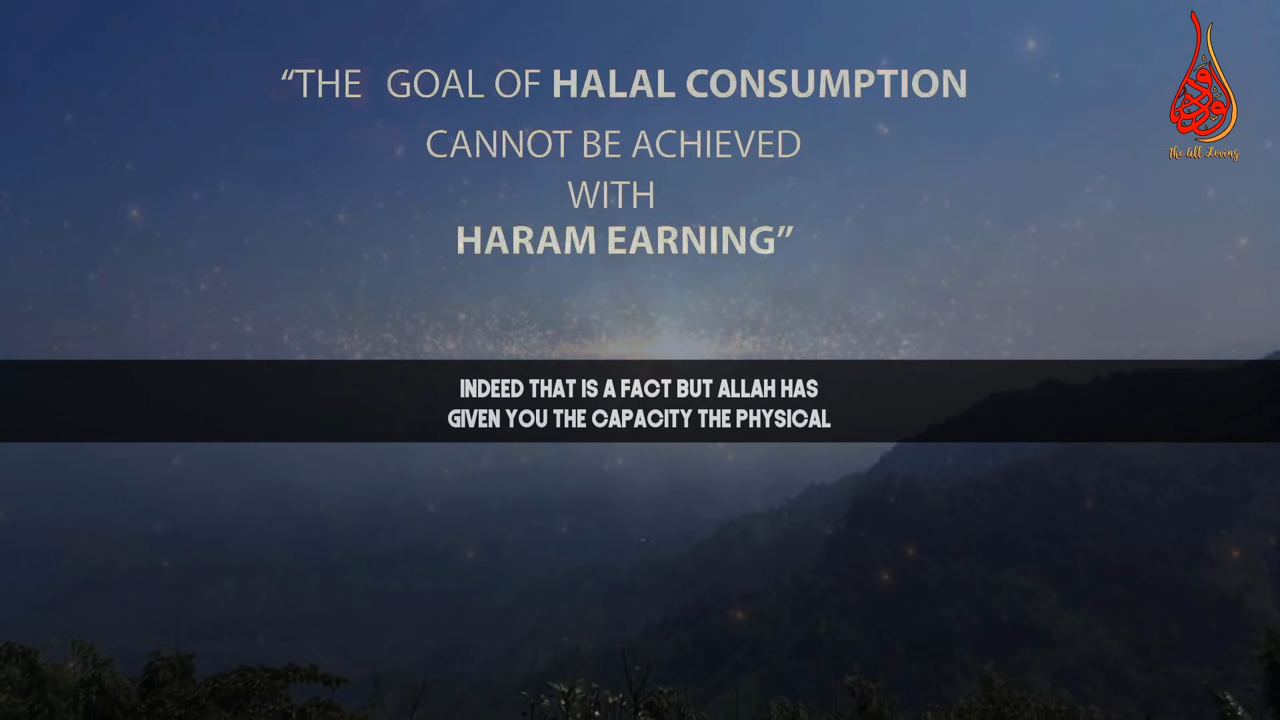 “THE GOAL OF HALAL CONSUMPTION
CANNOT BE ACHIEVED
WITH
HARAM EARNING”
The All Loving
INDEED THAT IS A FACT BUT ALLAH HAS
GIVEN YOU THE CAPACITY THE PHYSICAL